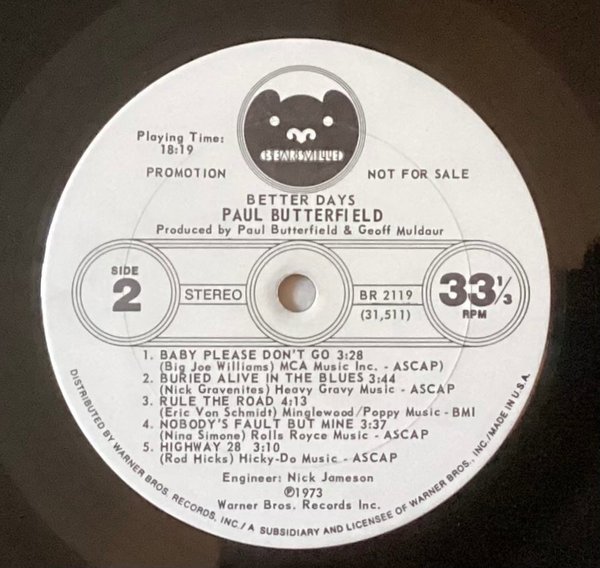 BEARSVILLE
Playing Time:
18:19
PROMOTION NOT FOR SALE
BETTER DAYS
PAUL BUTTERFIELD
Produced by Paul Butterfield & Geoff Muldaur
SIDE
2
STEREO
BR 2119
(31,511)
33 1/3
RPM
1. BABY PLEASE DON'T GO 3:28
(Big Joe Williams) MCA Music Inc. - ASCAP)
2. BURIED ALIVE IN THE BLUES 3:44
(Nick Gravenites) Heavy Gravy Music - ASCAP
3. RULE THE ROAD 4:13
(Eric Von Schmidt) Minglewood/Poppy Music - BMI
4. NOBODY'S FAULT BUT MINE 3:37
(Nina Simone) Rolls Royce Music - ASCAP
5. HIGHWAY 28 3:10
(Rod Hicks) Hicky-Do Music - ASCAP
Engineer: Nick Jameson
℗1973
Warner Bros. Records Inc.
DISTRIBUTED BY WARNER BROS. RECORDS, INC./A SUBSIDIARY AND LICENSEE OF WARNER BROS., INC./MADE IN U.S.A.